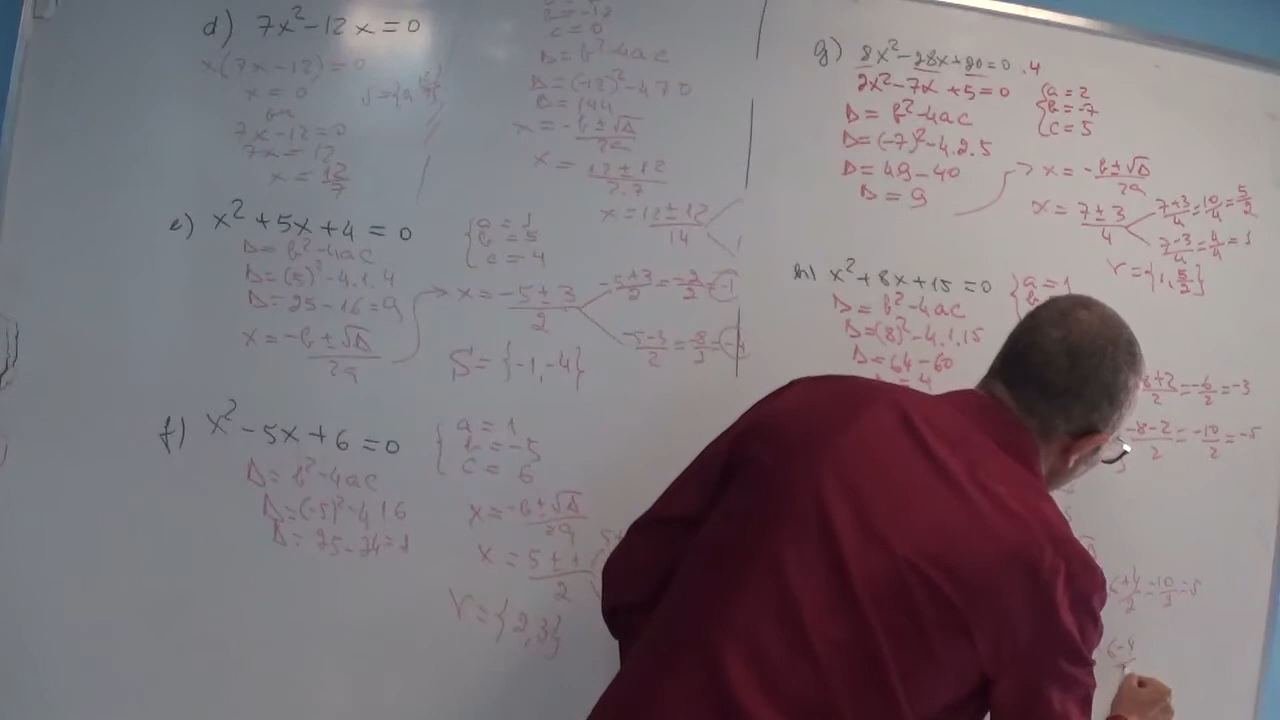 d) 7x²-12x=0
x(7x-12)=0
x=0
ou
7x-12=0
7x=12
x=12/7
c=0
Δ=b²-4ac
Δ=(-12)²-4.7.0
Δ=144
x=-b±√Δ/2a
x=12±12/2.7
x=12±12/14
e) x²+5x+4=0
Δ=b²-4ac
Δ=(5)²-4.1.4
Δ=25-16=9
x=-b±√Δ/2a
{a=1
b=5
c=4
x=-5±3/2
-5+3/2=-2/2=-1
S={-1,-4}
f) x²-5x+6=0
Δ=b²-4ac
Δ=(-5)²-4.1.6
Δ=25-24=1
{a=1
b=-5
c=6
x=-b±√Δ/2a
x=5±1/2
V={2,3}
g) 8x²-28x+20=0 .4
2x²-7x+5=0
Δ=b²-4ac
Δ=(-7)²-4.2.5
Δ=49-40
Δ=9
{a=2
b=-7
c=5
x=-b±√Δ/2a
x=7±3/4
7+3/4=10/4=5/2
7-3/4=4/4=1
V={1,5/2}
h) x²+8x+15=0
Δ=b²-4ac
Δ=(8)²-4.1.15
Δ=64-60
Δ=4
{a=1
8+2/2=-6/2=-3
-8-2/2=-10/2=-5
6+4/2=10/2=5
6-4